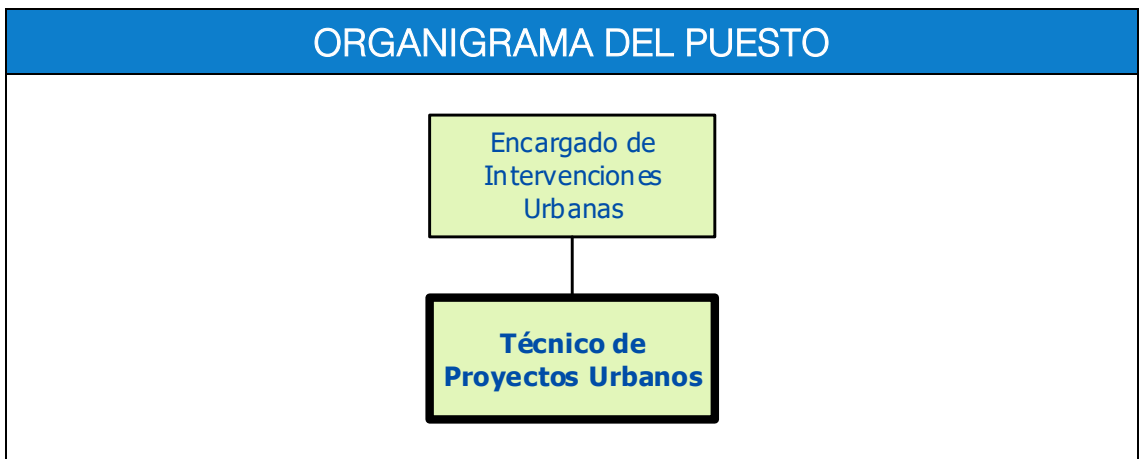 ORGANIGRAMA DEL PUESTO
Encargado de
Intervenciones
Urbanas
Técnico de
Proyectos Urbanos